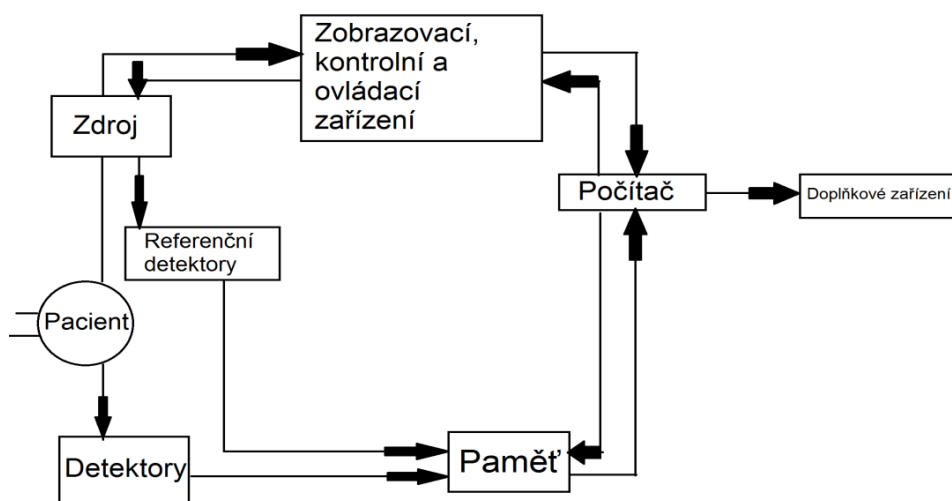 Zobrazovací,
kontrolní a
ovládací
zařízení
Zdroj
Počítač
Doplňkové zařízení
Referenční
detektory
Pacient
Detektory
Paměť